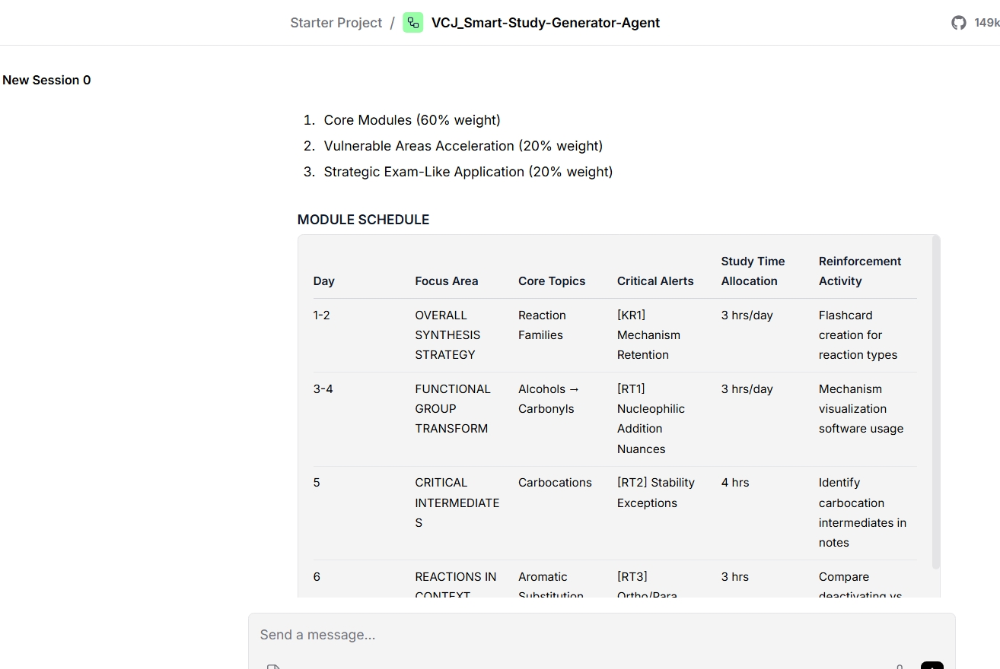 Starter Project / VCJ_Smart-Study-Generator-Agent
149k
New Session 0
1. Core Modules (60% weight)
2. Vulnerable Areas Acceleration (20% weight)
3. Strategic Exam-Like Application (20% weight)
MODULE SCHEDULE
Study Time Reinforcement
Day Focus Area Core Topics Critical Alerts Allocation Activity
1-2 OVERALL Reaction [KR1] 3 hrs/day Flashcard
SYNTHESIS Families Mechanism creation for
STRATEGY Retention reaction types
3-4 FUNCTIONAL Alcohols → [RT1] 3 hrs/day Mechanism
GROUP Carbonyls Nucleophilic visualization
TRANSFORM Addition software usage
Nuances
5 CRITICAL Carbocations [RT2] Stability 4 hrs Identify
INTERMEDIATE Exceptions carbocation
S intermediates in
notes
6 REACTIONS IN Aromatic [RT3] 3 hrs Compare
CONTEXT Substitution Ortho/Para deactivating vs
Send a message...